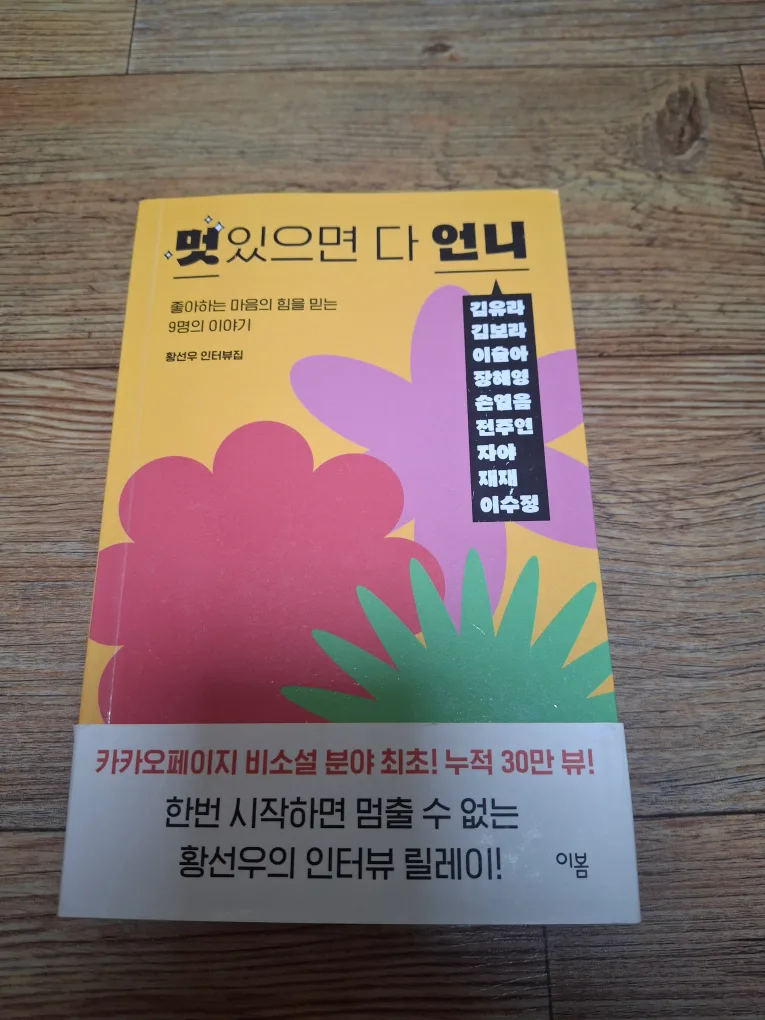 멋있으면 다 언니
좋아하는 마음의 힘을 믿는
9명의 이야기
황선우 인터뷰집
김유라
김보라
이슬아
장혜영
손열음
전주연
자야
재재
이수정
카카오페이지 비소설 분야 최초! 누적 30만 뷰!
한번 시작하면 멈출 수 없는
황선우의 인터뷰 릴레이!
이봄